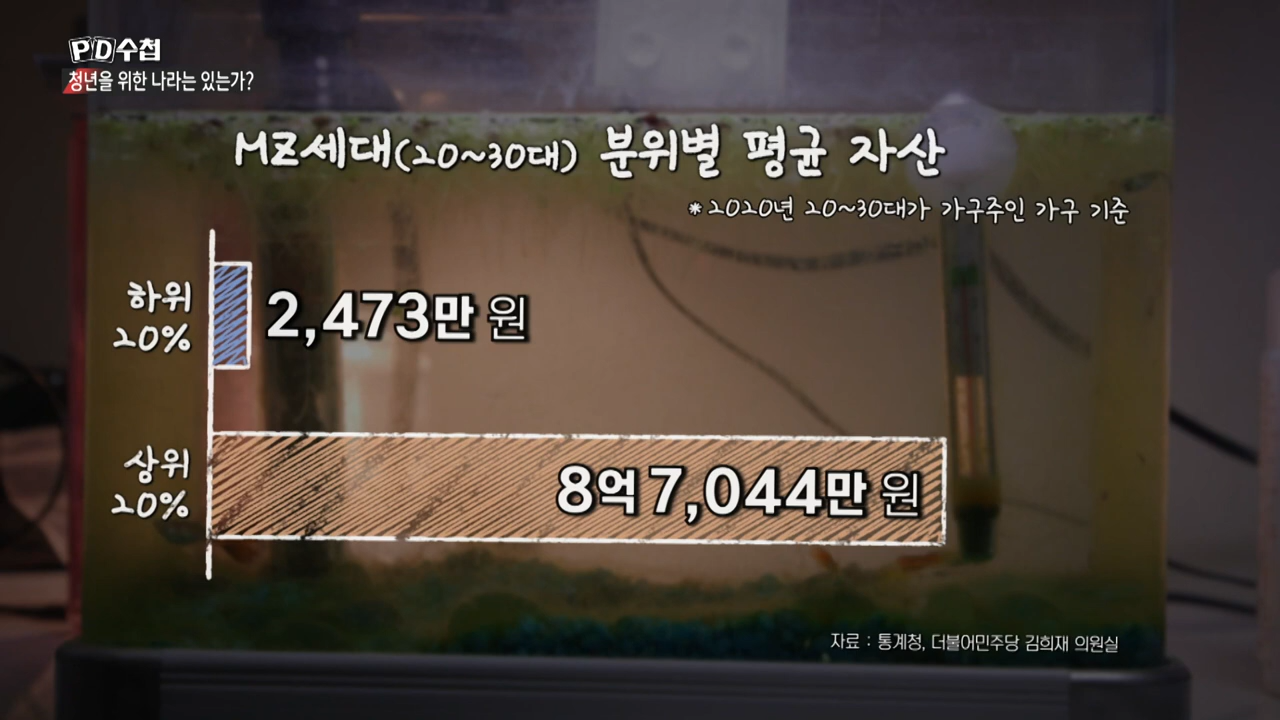 PD수첩
청년을 위한 나라는 있는가?
MZ세대(20~30대) 분위별 평균 자산
*2020년 20~30대가 가구주인 가구 기준
하위
20%
2,473만 원
상위
20%
8억 7,044만 원
자료 : 통계청, 더불어민주당 김회재 의원실